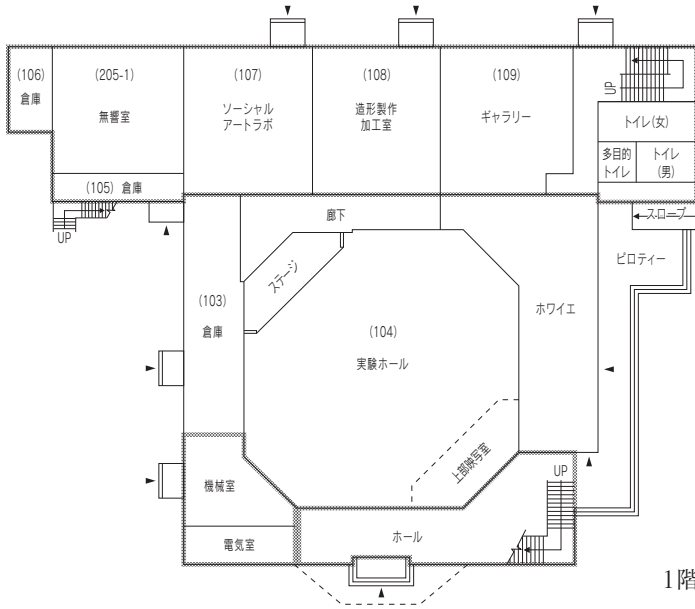 (106)
倉庫
(205-1)
無響室
(107)
ソーシャル
アートラボ
(108)
造形製作
加工室
(109)
ギャラリー
UP
トイレ(女)
多目的
トイレ
トイレ
(男)
(105) 倉庫
UP
廊下
スロープ
ピロティー
ステージ
(103)
倉庫
(104)
実験ホール
ホワイエ
上部映写室
UP
機械室
電気室
ホール
1階